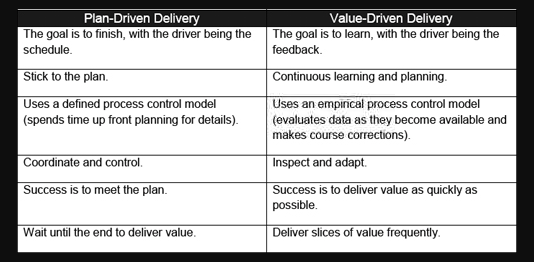 Plan-Driven Delivery
Value-Driven Delivery
The goal is to finish, with the driver being the
schedule.
The goal is to learn, with the driver being the
feedback.
Stick to the plan.
Continuous learning and planning.
Uses a defined process control model
(spends time up front planning for details).
Uses an empirical process control model
(evaluates data as they become available and
makes course corrections).
Coordinate and control.
Inspect and adapt.
Success is to meet the plan.
Success is to deliver value as quickly as
possible.
Wait until the end to deliver value.
Deliver slices of value frequently.